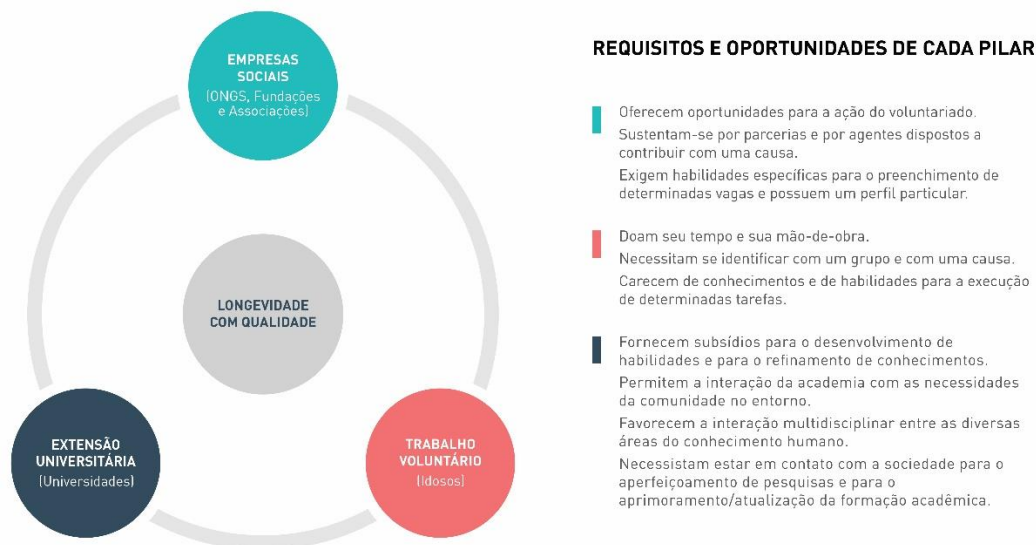 EMPRESAS
SOCIAIS
(ONGS, Fundações
e Associações)
LONGEVIDADE
COM QUALIDADE
EXTENSÃO
UNIVERSITÁRIA
(Universidades)
TRABALHO
VOLUNTÁRIO
(Idosos)
REQUISITOS E OPORTUNIDADES DE CADA PILAR
Oferecem oportunidades para a ação do voluntariado.
Sustentam-se por parcerias e por agentes dispostos a
contribuir com uma causa.
Exigem habilidades específicas para o preenchimento de
determinadas vagas e possuem um perfil particular.
Doam seu tempo e sua mão-de-obra.
Necessitam se identificar com um grupo e com uma causa.
Carecem de conhecimentos e de habilidades para a execução
de determinadas tarefas.
Fornecem subsídios para o desenvolvimento de
habilidades e para o refinamento de conhecimentos.
Permitem a interação da academia com as necessidades
da comunidade no entorno.
Favorecem a interação multidisciplinar entre as diversas
áreas do conhecimento humano.
Necessistam estar em contato com a sociedade para o
aperfeiçoamento de pesquisas e para o
aprimoramento/atualização da formação acadêmica.